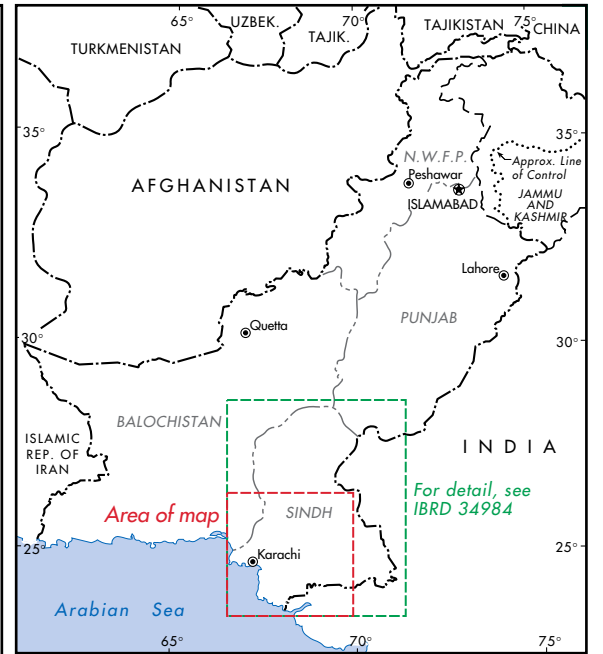 65°
70°
75°
UZBEK.
TAJIKISTAN
CHINA
TAJIK.
TURKMENISTAN
35°
35°
N.W.F.P.
Approx. Line
of Control
Peshawar
JAMMU
AND
KASHMIR
AFGHANISTAN
ISLAMABAD
Lahore
PUNJAB
Quetta
30°
30°
BALOCHISTAN
ISLAMIC
REP. OF
IRAN
INDIA
For detail, see
IBRD 34984
Area of map
SINDH
25°
25°
Karachi
Arabian Sea
65°
70°
75°